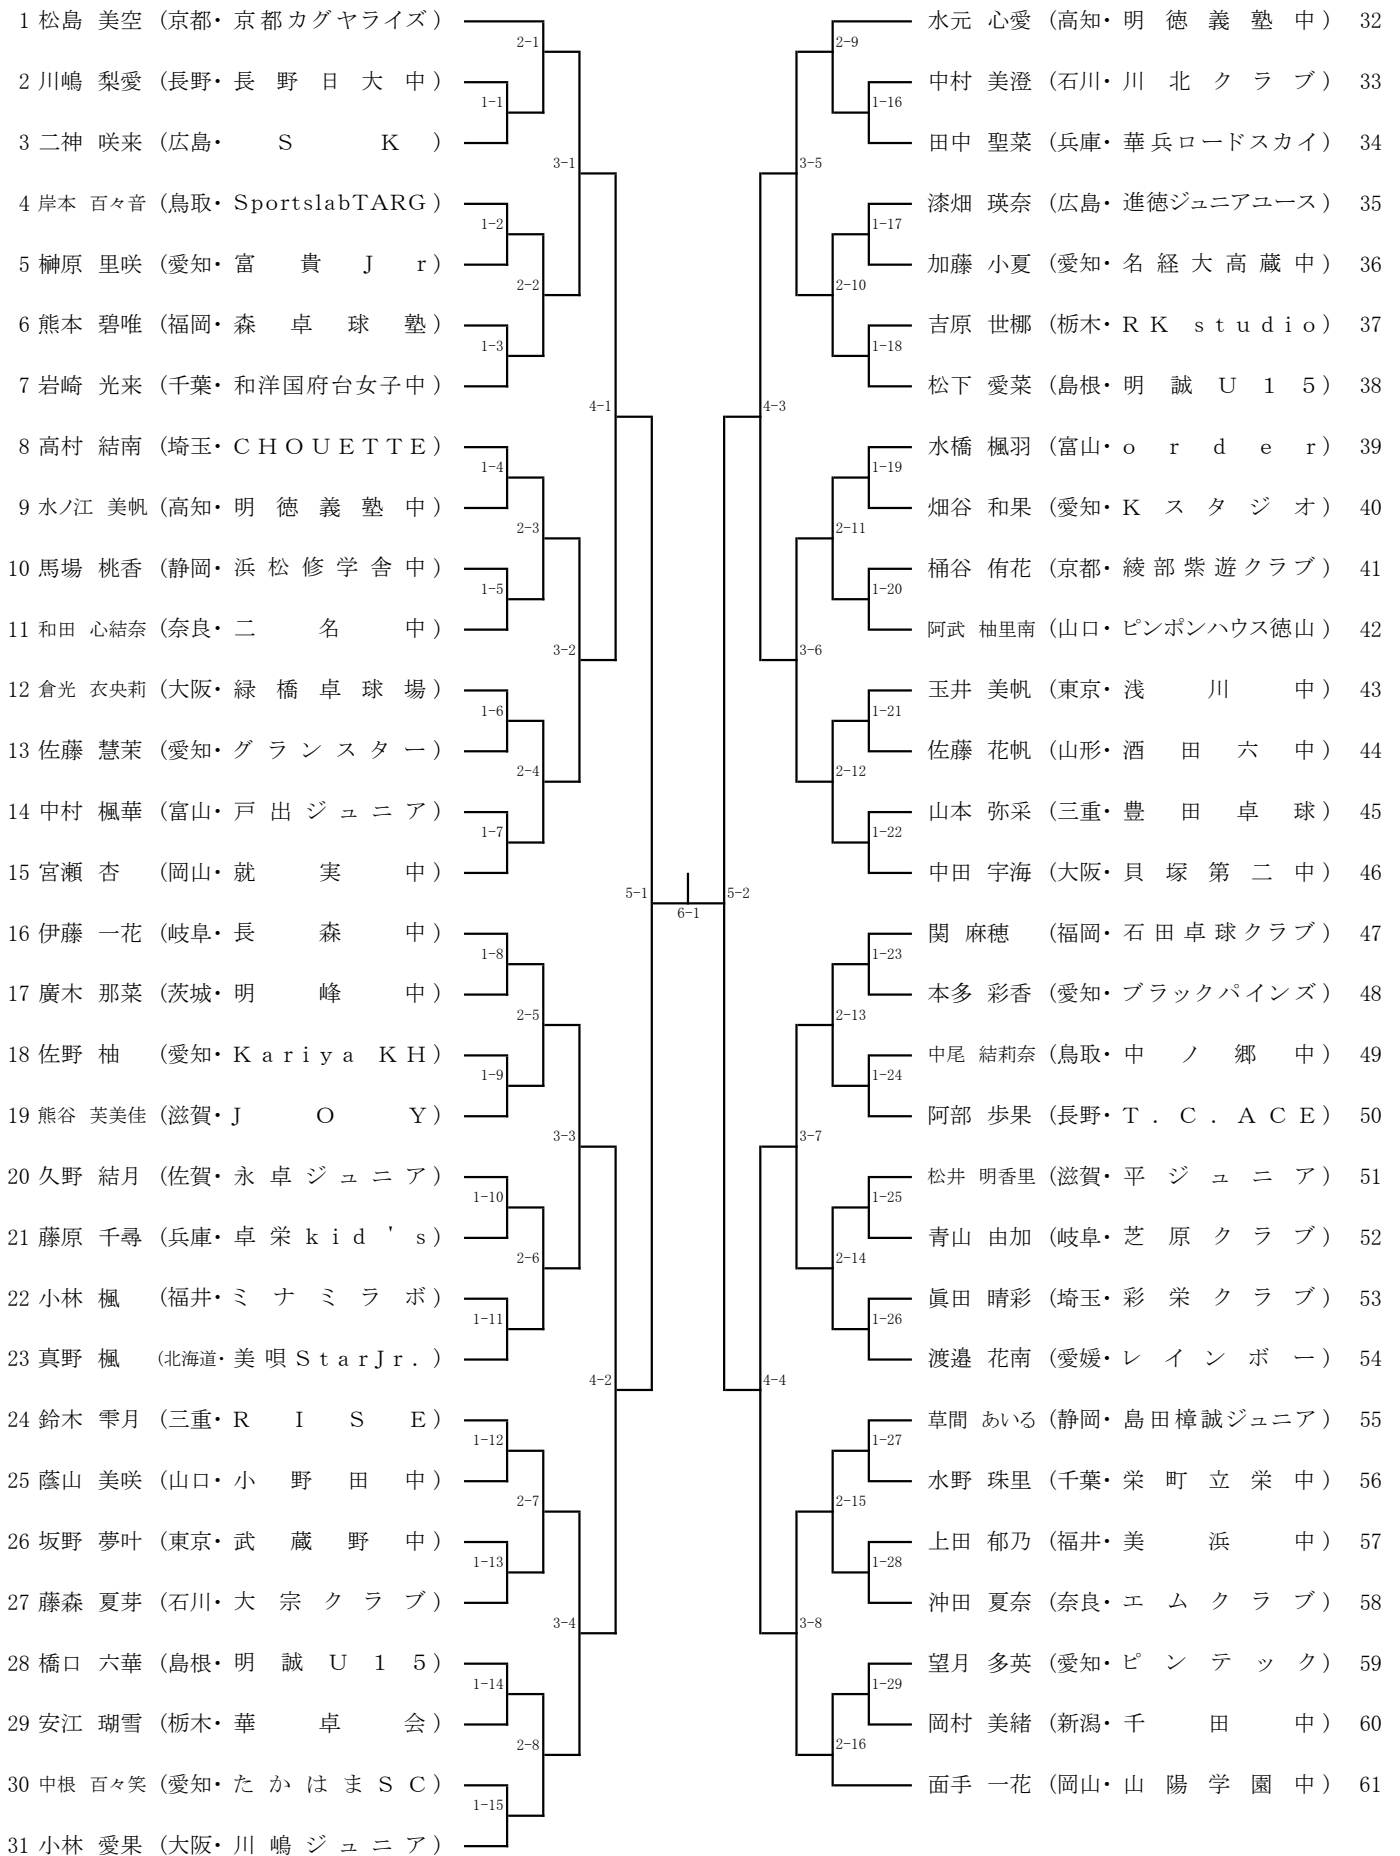 1 松島 美空 (京都・京都カグヤライズ)
2 川嶋 梨愛 (長野・長野日大中)
3 二神 咲来 (広島・SK)
4 岸本 百々音 (鳥取・SportslabTARG)
5 榊原 里咲 (愛知・富貴Jr)
6 熊本 碧唯 (福岡・森卓球塾)
7 岩崎 光来 (千葉・和洋国府台女子中)
8 高村 結南 (埼玉・CHOUETTE)
9 水ノ江 美帆 (高知・明徳義塾中)
10 馬場 桃香 (静岡・浜松修学舎中)
11 和田 心結奈 (奈良・二名中)
12 倉光 衣央莉 (大阪・緑橋卓球場)
13 佐藤 慧茉 (愛知・グランスター)
14 中村 楓華 (富山・戸出ジュニア)
15 宮瀬 杏 (岡山・就実中)
16 伊藤 一花 (岐阜・長森中)
17 廣木 那菜 (茨城・明峰中)
18 佐野 柚 (愛知・Kariya KH)
19 熊谷 芙美佳 (滋賀・JOY)
20 久野 結月 (佐賀・永卓ジュニア)
21 藤原 千尋 (兵庫・卓栄kid's)
22 小林 楓 (福井・ミナミラボ)
23 真野 楓 (北海道・美唄StarJr.)
24 鈴木 雫月 (三重・RISE)
25 蔭山 美咲 (山口・小野田中)
26 坂野 夢叶 (東京・武蔵野中)
27 藤森 夏芽 (石川・大宗クラブ)
28 橋口 六華 (島根・明誠U15)
29 安江 瑚雪 (栃木・華卓会)
30 中根 百々笑 (愛知・たかはまSC)
31 小林 愛果 (大阪・川嶋ジュニア)
1-1
1-2
1-3
1-4
1-5
1-6
1-7
1-8
1-9
1-10
1-11
1-12
1-13
1-14
1-15
2-1
2-2
2-3
2-4
2-5
2-6
2-7
2-8
3-1
3-2
3-3
3-4
4-1
4-2
5-1
6-1
5-2
4-3
4-4
3-5
3-6
3-7
3-8
2-9
2-10
2-11
2-12
2-13
2-14
2-15
2-16
1-16
1-17
1-18
1-19
1-20
1-21
1-22
1-23
1-24
1-25
1-26
1-27
1-28
1-29
水元 心愛 (高知・明徳義塾中) 32
中村 美澄 (石川・川北クラブ) 33
田中 聖菜 (兵庫・華兵ロードスカイ) 34
漆畑 瑛奈 (広島・進徳ジュニアユース) 35
加藤 小夏 (愛知・名経大高蔵中) 36
吉原 世梛 (栃木・RK studio) 37
松下 愛菜 (島根・明誠U15) 38
水橋 楓羽 (富山・order) 39
畑谷 和果 (愛知・Kスタジオ) 40
桶谷 侑花 (京都・綾部紫遊クラブ) 41
阿武 柚里南 (山口・ピンポンハウス徳山) 42
玉井 美帆 (東京・浅川中) 43
佐藤 花帆 (山形・酒田六中) 44
山本 弥采 (三重・豊田卓球) 45
中田 宇海 (大阪・貝塚第二中) 46
関 麻穂 (福岡・石田卓球クラブ) 47
本多 彩香 (愛知・ブラックパインズ) 48
中尾 結莉奈 (鳥取・中ノ郷中) 49
阿部 歩果 (長野・T.C.ACE) 50
松井 明香里 (滋賀・平ジュニア) 51
青山 由加 (岐阜・芝原クラブ) 52
眞田 晴彩 (埼玉・彩栄クラブ) 53
渡邉 花南 (愛媛・レインボー) 54
草間 あいる (静岡・島田樟誠ジュニア) 55
水野 珠里 (千葉・栄町立栄中) 56
上田 郁乃 (福井・美浜中) 57
沖田 夏奈 (奈良・エムクラブ) 58
望月 多英 (愛知・ピンテック) 59
岡村 美緒 (新潟・千田中) 60
面手 一花 (岡山・山陽学園中) 61